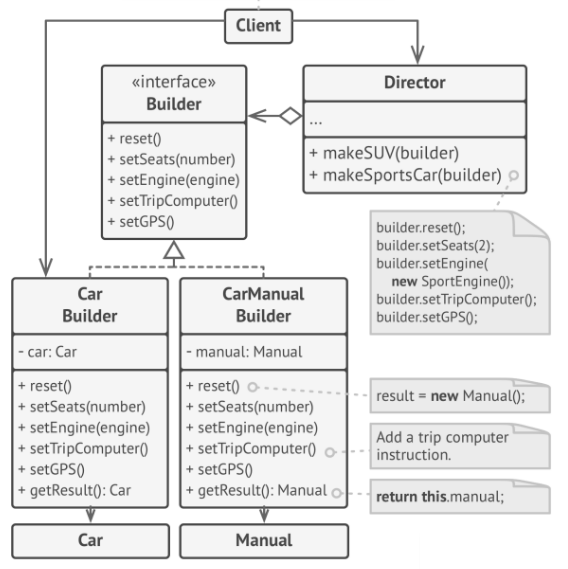 Client
«interface»
Builder
+ reset()
+ setSeats(number)
+ setEngine(engine)
+ setTripComputer()
+ setGPS()
Director
...
+ makeSUV(builder)
+ makeSportsCar(builder)
builder.reset();
builder.setSeats(2);
builder.setEngine(
new SportEngine());
builder.setTripComputer();
builder.setGPS();
Car
Builder
- car: Car
+ reset()
+ setSeats(number)
+ setEngine(engine)
+ setTripComputer()
+ setGPS()
+ getResult(): Car
CarManual
Builder
- manual: Manual
+ reset()
+ setSeats(number)
+ setEngine(engine)
+ setTripComputer()
+ setGPS()
+ getResult(): Manual
result = new Manual();
Add a trip computer
instruction.
return this.manual;
Car
Manual